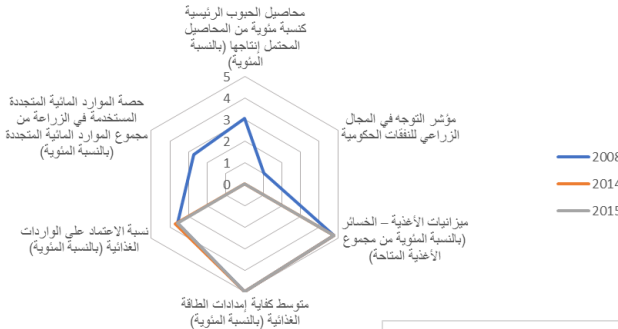 محاصيل الحبوب الرئيسية
كنسبة مئوية من المحاصيل
المحتمل إنتاجها (بالنسبة
المئوية)
5
4
3
2
1
0
مؤشر التوجه في المجال
الزراعي للنفقات الحكومية
ميزانيات الأغذية – الخسائر
(بالنسبة المئوية من مجموع
الأغذية المتاحة)
متوسط كفاية إمدادات الطاقة
الغذائية (بالنسبة المئوية)
نسبة الاعتماد على الواردات
الغذائية (بالنسبة المئوية)
حصة الموارد المائية المتجددة
المستخدمة في الزراعة من
مجموع الموارد المائية المتجددة
(بالنسبة المئوية)
2008
2014
2015